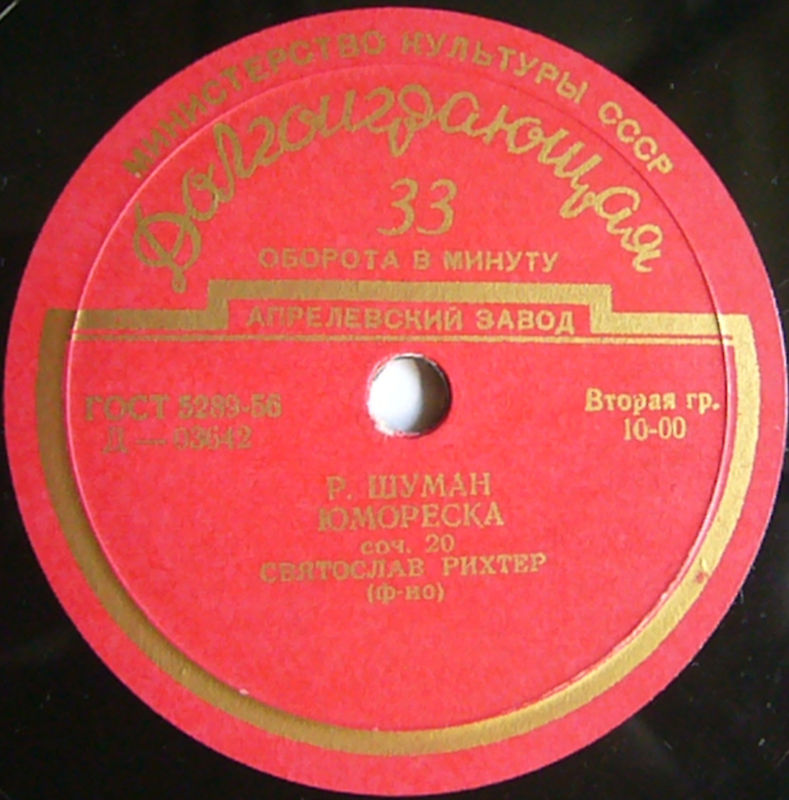 МИНИСТЕРСТВО КУЛЬТУРЫ СССР
Долгоиграющая
33
ОБОРОТА В МИНУТУ
АПРЕЛЕВСКИЙ ЗАВОД
ГОСТ 5289-56
Д — 03642
Вторая гр.
10-00
Р. ШУМАН
ЮМОРЕСКА
соч. 20
СВЯТОСЛАВ РИХТЕР
(ф-но)